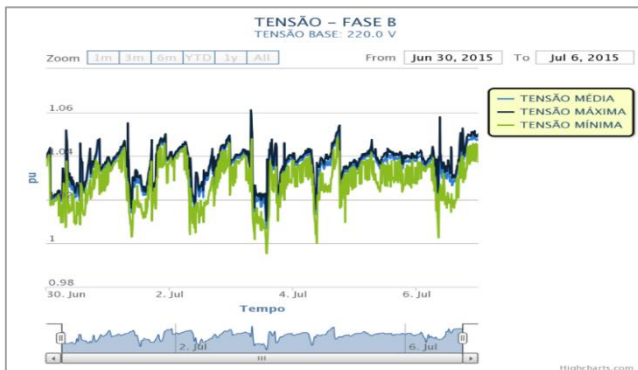 TENSÃO – FASE B
TENSÃO BASE: 220.0 V
Zoom 1m 3m 6m YTD 1y All From Jun 30, 2015 To Jul 6, 2015
1.06
TENSÃO MÉDIA
TENSÃO MÁXIMA
TENSÃO MÍNIMA
1.04
pu
1
0.98
30. Jun 2. Jul 4. Jul 6. Jul
Tempo
2. Jul 6. Jul
Highcharts.com